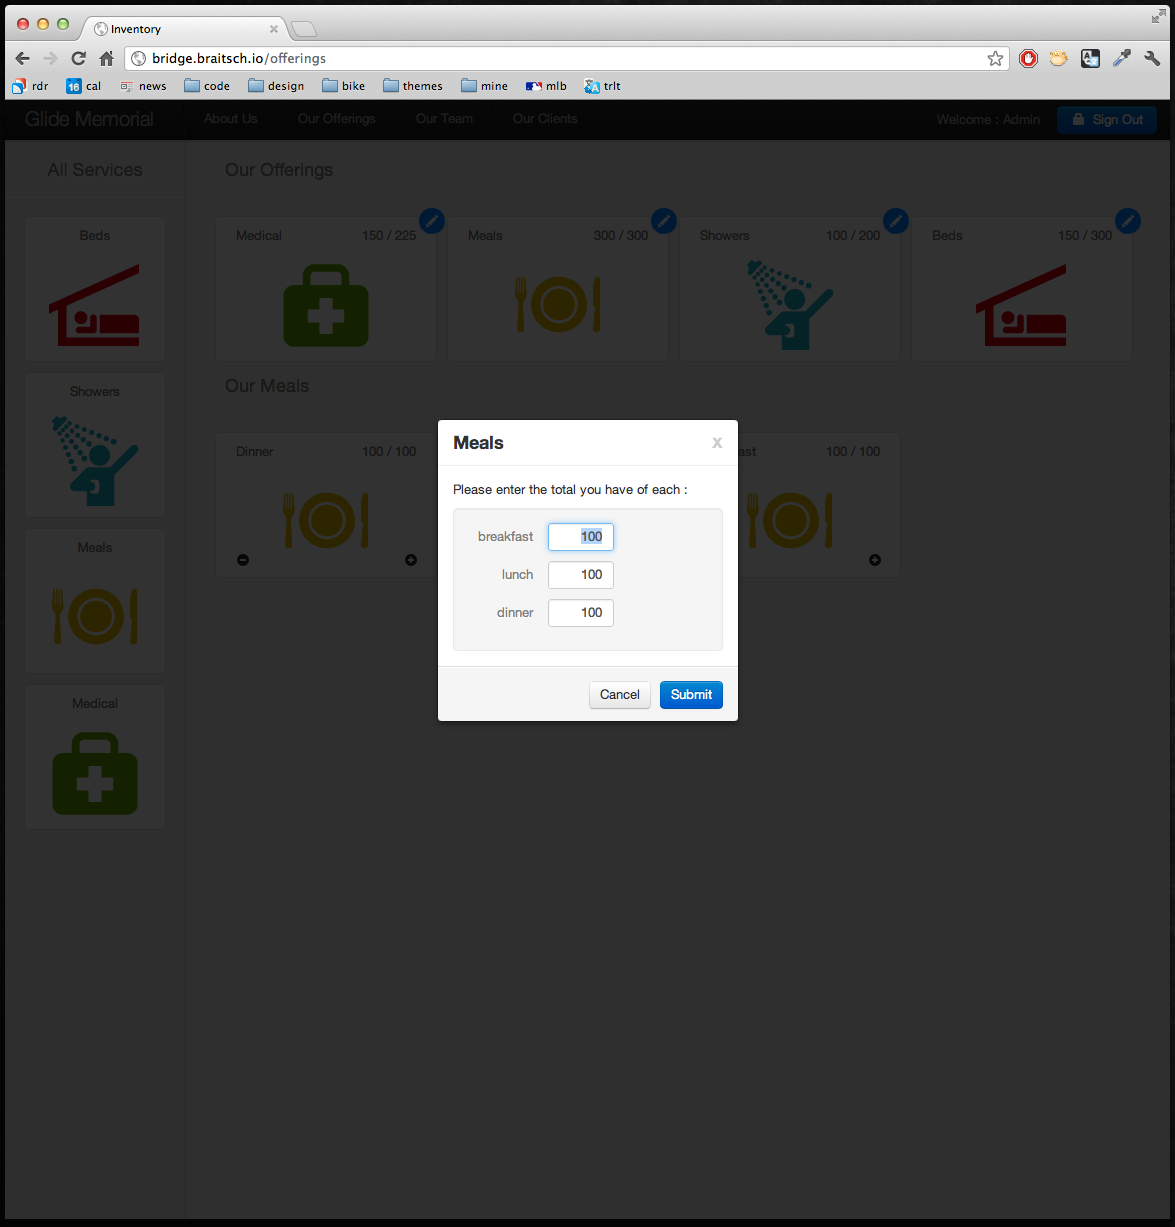 Inventory
bridge.braitsch.io/offerings
rdr 16 cal news code design bike themes mine mlb trlt
Glide Memorial About Us Our Offerings Our Team Our Clients Welcome : Admin Sign Out
All Services
Beds
Showers
Meals
Medical
Our Offerings
Medical 150 / 225
Meals 300 / 300
Showers 100 / 200
Beds 150 / 300
Our Meals
Dinner 100 / 100
ast 100 / 100
Meals x
Please enter the total you have of each :
breakfast 100
lunch 100
dinner 100
Cancel Submit